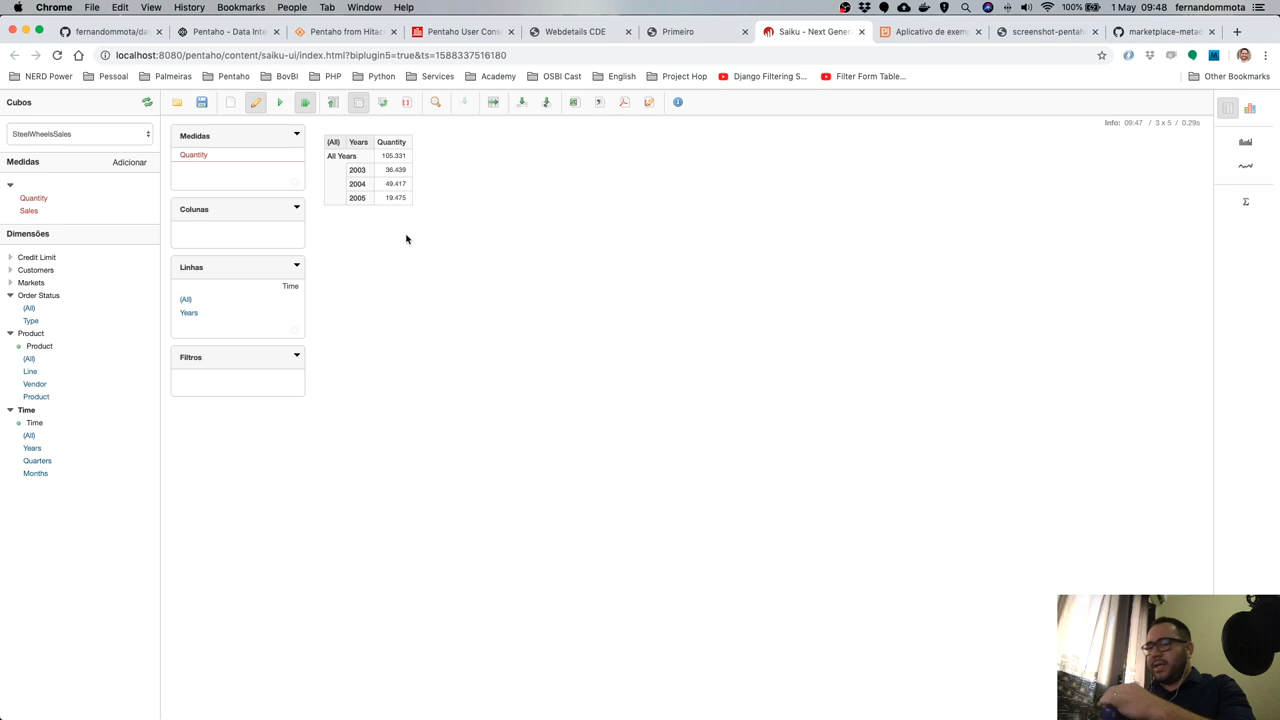 Chrome File Edit View History Bookmarks People Tab Window Help 100% 1 May 09:48 fernandommota
fernandommota/da Pentaho - Data Inte Pentaho from Hitac Pentaho User Conso Webdetails CDE Primeiro Saiku - Next Gener Aplicativo de exemp screenshot-pentah marketplace-metad
localhost:8080/pentaho/content/saiku-ui/index.html?biplugin5=true&ts=1588337516180
NERD Power Pessoal Palmeiras Pentaho BovBI PHP Python Services Academy OSBI Cast English Project Hop Django Filtering S... Filter Form Table... Other Bookmarks
Cubos
Info: 09:47 / 3 x 5 / 0.29s
SteelWheelsSales
Medidas Adicionar
Quantity
Sales
Dimensões
Credit Limit
Customers
Markets
Order Status
(All)
Type
Product
Product
(All)
Line
Vendor
Product
Time
Time
(All)
Years
Quarters
Months
Medidas
Quantity
Colunas
Linhas
Time
(All)
Years
Filtros
(All) Years Quantity
All Years 105.331
2003 36.439
2004 49.417
2005 19.475